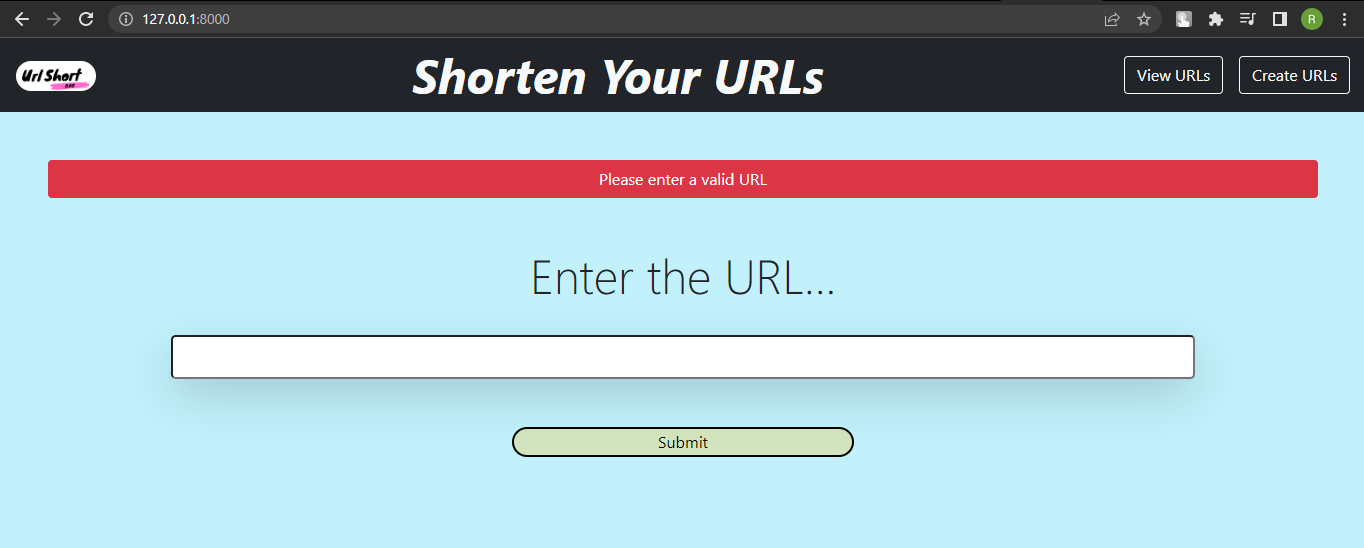 127.0.0.1:8000
R
Url Short
.nec
Shorten Your URLs
View URLs
Create URLs
Please enter a valid URL
Enter the URL...
Submit